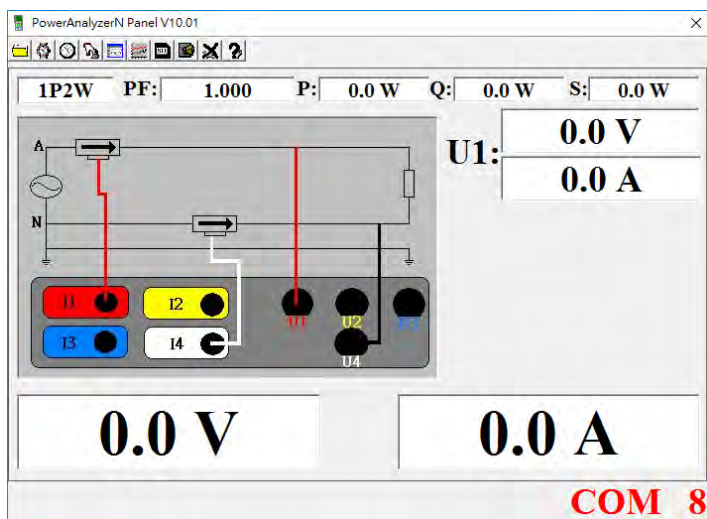 PowerAnalyzerN Panel V10.01
1P2W PF: 1.000 P: 0.0 W Q: 0.0 W S: 0.0 W
U1: 0.0 V
0.0 A
A
N
I1 I2 U1 U2 U3
I3 I4 U4
0.0 V 0.0 A
COM 8